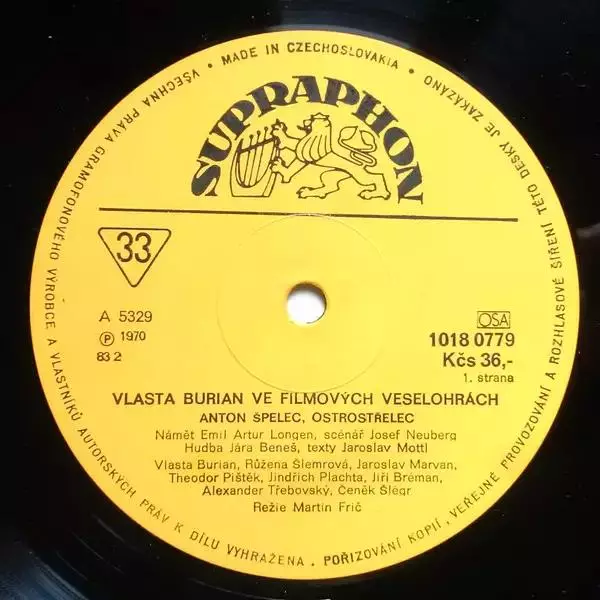 VŠECHNA PRÁVA GRAMOFONOVÉHO VÝROBCE A VLASTNÍKŮ AUTORSKÝCH PRÁV K DÍLU VYHRAŽENA • POŘIZOVÁNÍ KOPIÍ, VEŘEJNÉ PROVOZOVÁNÍ A ROZHLASOVÉ ŠÍŘENÍ TÉTO DESKY JE ZAKÁZÁNO
• MADE IN CZECHOSLOVAKIA •
SUPRAPHON
33
A 5329
Ⓟ 1970
83 2
OSA
1018 0779
Kčs 36,-
1. strana
VLASTA BURIAN VE FILMOVÝCH VESELOHRÁCH
ANTON ŠPELEC, OSTROSTŘELEC
Námět Emil Artur Longen, scénář Josef Neuberg
Hudba Jára Beneš, texty Jaroslav Mottl
Vlasta Burian, Růžena Šlemrová, Jaroslav Marvan,
Theodor Pištěk, Jindřich Plachta, Jiří Bréman,
Alexander Třebovský, Čeněk Šlégr
Režie Martin Frič